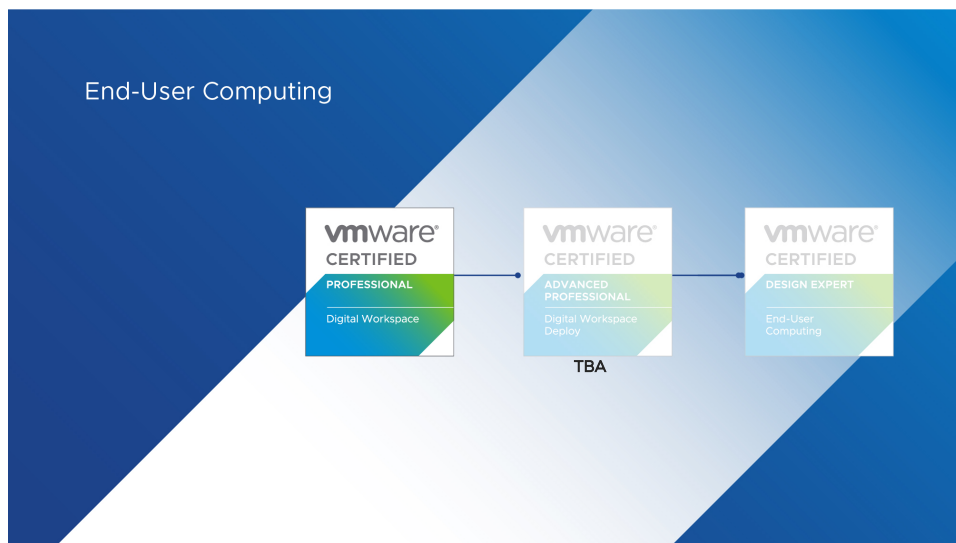 End-User Computing
vmware®
CERTIFIED
PROFESSIONAL
Digital Workspace
vmware®
CERTIFIED
ADVANCED
PROFESSIONAL
Digital Workspace
Deploy
TBA
vmware®
CERTIFIED
DESIGN EXPERT
End-User
Computing